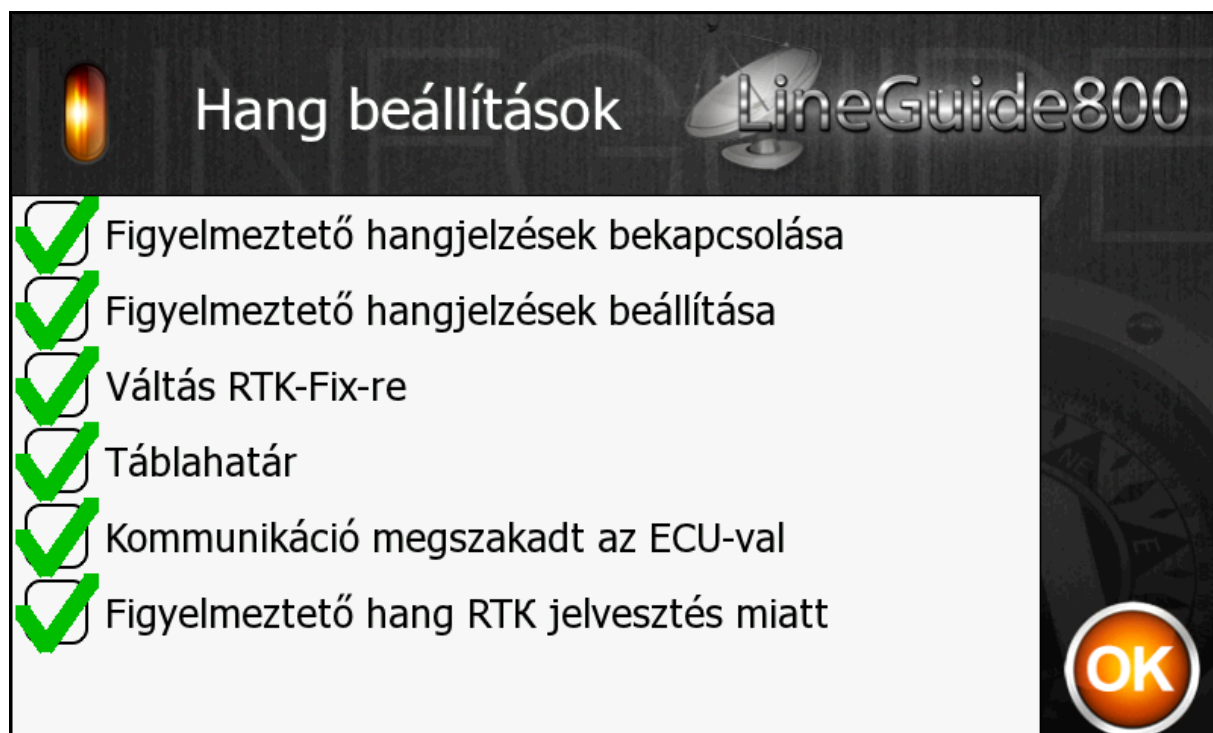 Hang beállítások
LineGuide800
Figyelmeztető hangjelzések bekapcsolása
Figyelmeztető hangjelzések beállítása
Váltás RTK-Fix-re
Táblahatár
Kommunikáció megszakadt az ECU-val
Figyelmeztető hang RTK jelvesztés miatt
NE
E
OK